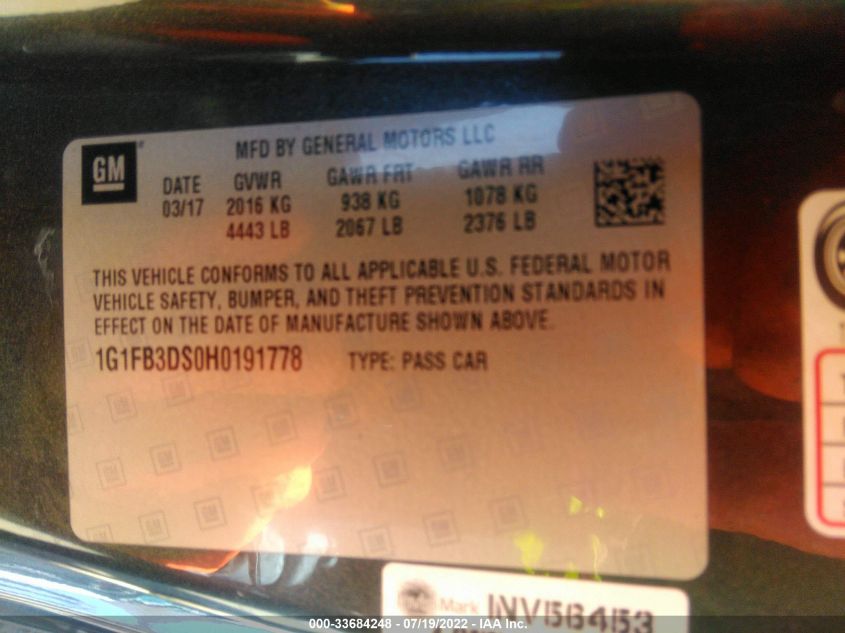 GM
MFD BY GENERAL MOTORS LLC
DATE GVWR GAWR FRT GAWR RR
03/17 2016 KG 938 KG 1078 KG
4443 LB 2067 LB 2376 LB
THIS VEHICLE CONFORMS TO ALL APPLICABLE U.S. FEDERAL MOTOR
VEHICLE SAFETY, BUMPER, AND THEFT PREVENTION STANDARDS IN
EFFECT ON THE DATE OF MANUFACTURE SHOWN ABOVE.
1G1FB3DS0H0191778 TYPE: PASS CAR
Mark
000-33684248 - 07/19/2022 - IAA Inc.